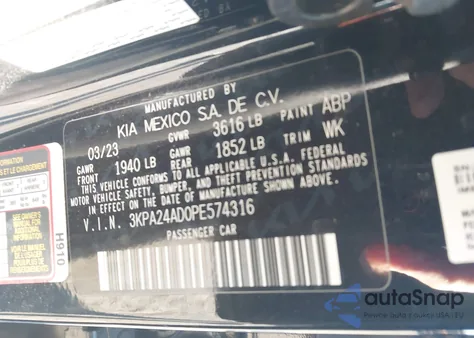 MANUFACTURED BY
KIA MEXICO S.A. DE C.V.
03/23 GVWR 3616 LB PAINT ABP
GAWR FRONT 1940 LB GAWR REAR 1852 LB TRIM WK
THIS VEHICLE CONFORMS TO ALL APPLICABLE U.S. FEDERAL
MOTOR VEHICLE SAFETY, BUMPER, AND THEFT PREVENTION STANDARDS
IN EFFECT ON THE DATE OF MANUFACTURE SHOWN ABOVE.
V.I.N. 3KPA24AD0PE574316
PASSENGER CAR
H910
autoSnap